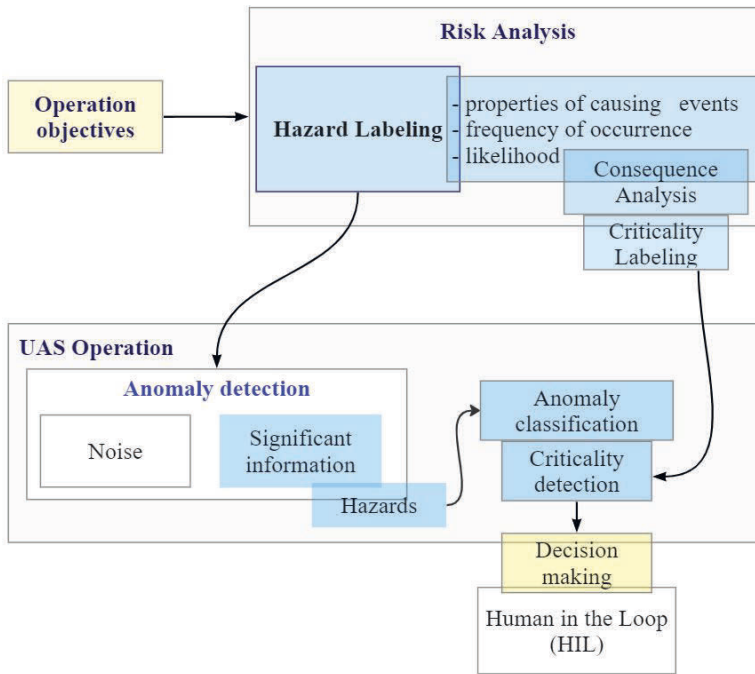 Risk Analysis
Operation
objectives
Hazard Labeling
- properties of causing events
- frequency of occurrence
- likelihood
Consequence
Analysis
Criticality
Labeling
UAS Operation
Anomaly detection
Noise
Significant
information
Hazards
Anomaly
classification
Criticality
detection
Decision
making
Human in the Loop
(HIL)